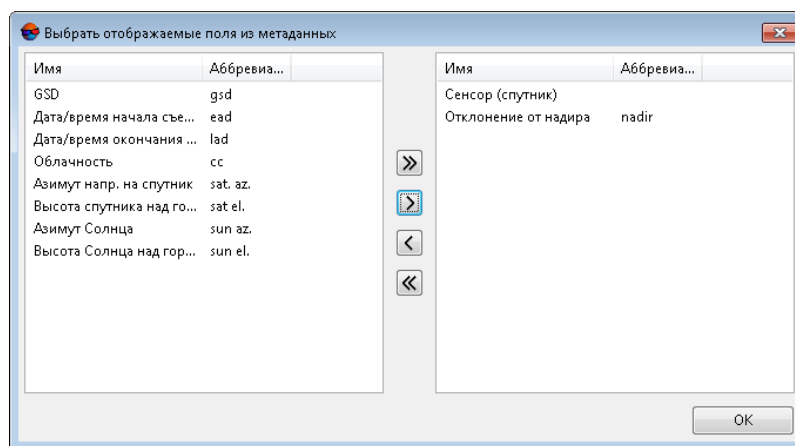 Выбрать отображаемые поля из метаданных
Имя Аббревиа...
GSD gsd
Дата/время начала съе... ead
Дата/время окончания ... lad
Облачность cc
Азимут напр. на спутник sat. az.
Высота спутника над го... sat el.
Азимут Солнца sun az.
Высота Солнца над гор... sun el.
Имя Аббревиа...
Сенсор (спутник)
Отклонение от надира nadir
OK